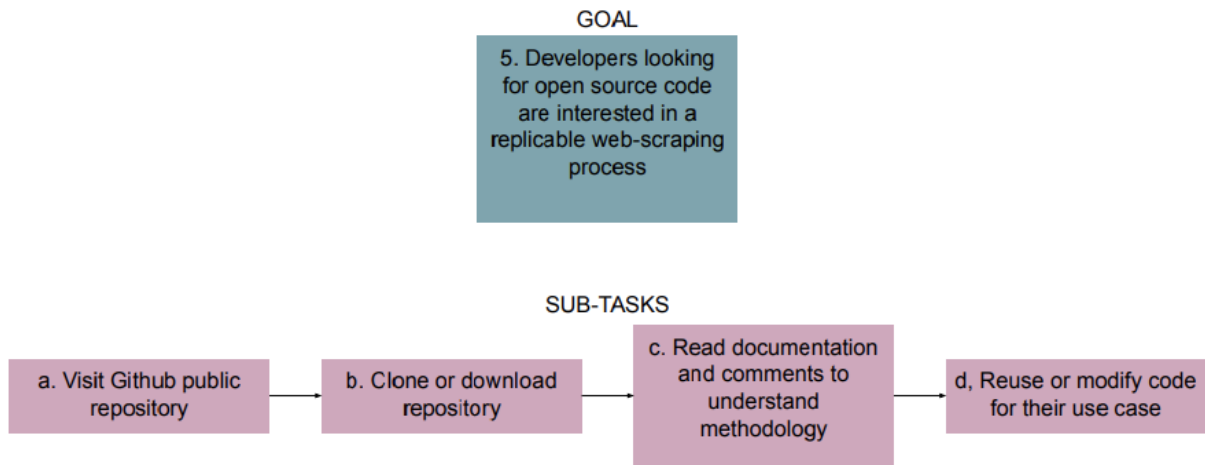 GOAL
5. Developers looking
for open source code
are interested in a
replicable web-scraping
process
SUB-TASKS
a. Visit Github public
repository
b. Clone or download
repository
c. Read documentation
and comments to
understand
methodology
d, Reuse or modify code
for their use case